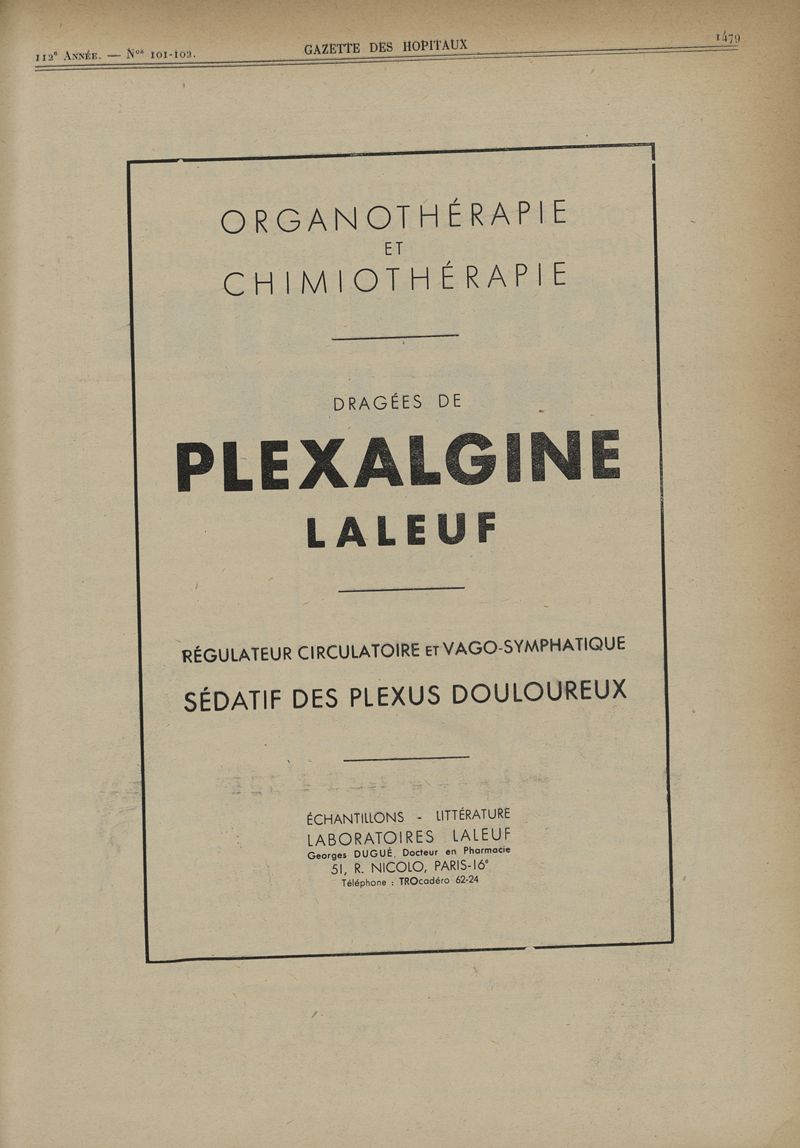 112e ANNÉE. — Nos 101-102.
GAZETTE DES HOPITAUX
1479
ORGANOTHÉRAPIE
ET
CHIMIOTHÉRAPIE
DRAGÉES DE
PLEXALGINE
LALEUF
RÉGULATEUR CIRCULATOIRE ET VAGO-SYMPHATIQUE
SÉDATIF DES PLEXUS DOULOUREUX
ÉCHANTILLONS - LITTÉRATURE
LABORATOIRES LALEUF
Georges DUGUÉ, Docteur en Pharmacie
51, R. NICOLO, PARIS-16e
Téléphone : TROcadéro 62-24